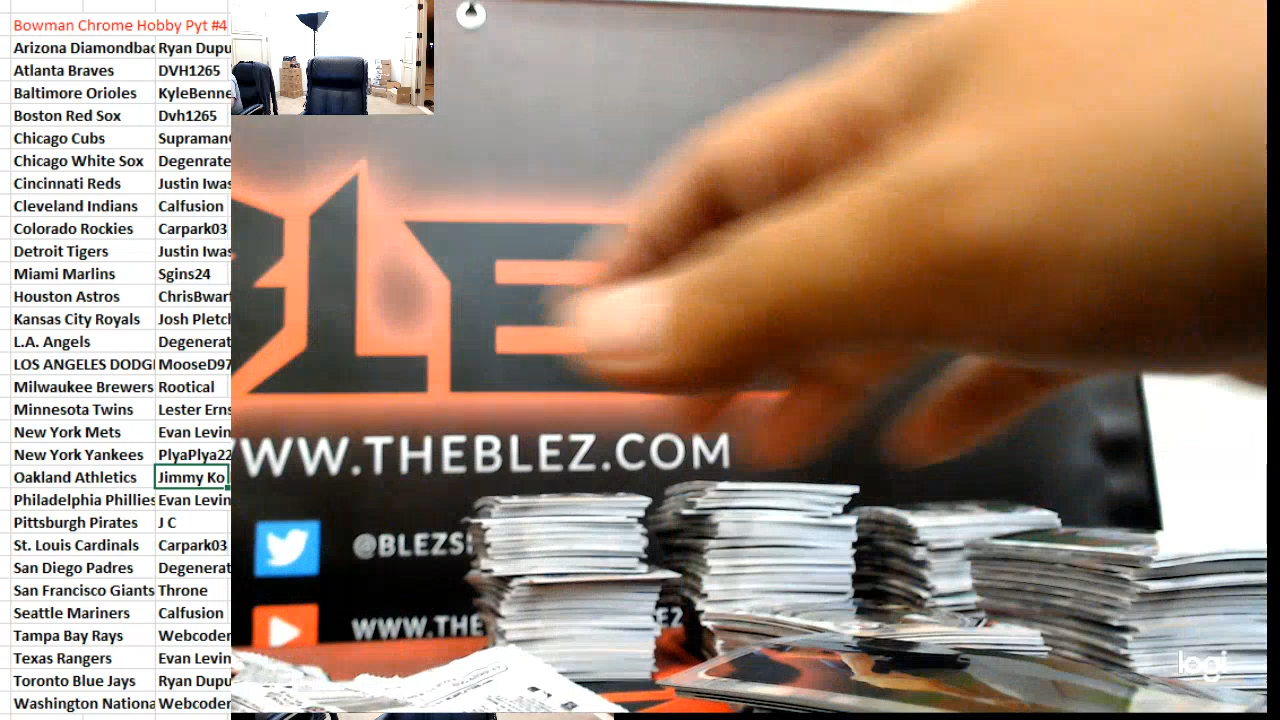 Bowman Chrome Hobby Pyt #4
Arizona Diamondbac Ryan Dupu
Atlanta Braves DVH1265
Baltimore Orioles KyleBenne
Boston Red Sox Dvh1265
Chicago Cubs Supraman
Chicago White Sox Degenrate
Cincinnati Reds Justin Iwas
Cleveland Indians Calfusion
Colorado Rockies Carpark03
Detroit Tigers Justin Iwas
Miami Marlins Sgins24
Houston Astros ChrisBwar
Kansas City Royals Josh Pletch
L.A. Angels Degenerat
LOS ANGELES DODG MooseD97
Milwaukee Brewers Rootical
Minnesota Twins Lester Erns
New York Mets Evan Levin
New York Yankees PlyaPlya22
Oakland Athletics Jimmy Ko
Philadelphia Phillies Evan Levin
Pittsburgh Pirates J C
St. Louis Cardinals Carpark03
San Diego Padres Degenerat
San Francisco Giants Throne
Seattle Mariners Calfusion
Tampa Bay Rays Webcoder
Texas Rangers Evan Levin
Toronto Blue Jays Ryan Dupu
Washington Nationa Webcoder
BLE
WWW.THEBLEZ.COM
@BLEZS
WWW.THE EZ
logi